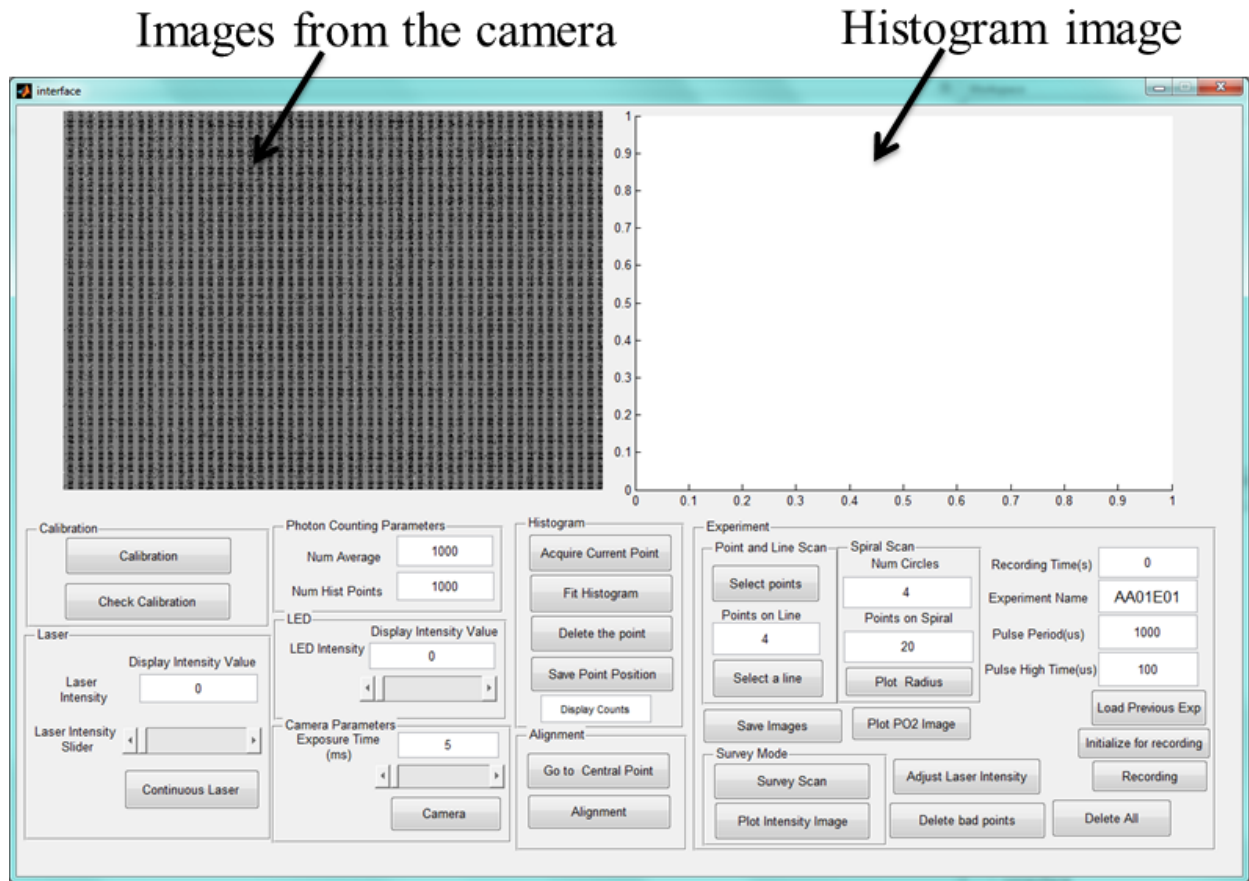 Images from the camera
Histogram image
interface
1
0.9
0.8
0.7
0.6
0.5
0.4
0.3
0.2
0.1
0
0 0.1 0.2 0.3 0.4 0.5 0.6 0.7 0.8 0.9 1
Calibration
Calibration
Check Calibration
Laser
Display Intensity Value
Laser
Intensity
0
Laser Intensity
Slider
Continuous Laser
Photon Counting Parameters
Num Average 1000
Num Hist Points 1000
LED
Display Intensity Value
LED Intensity 0
Camera Parameters
Exposure Time
(ms)
5
Camera
Histogram
Acquire Current Point
Fit Histogram
Delete the point
Save Point Position
Display Counts
Alignment
Go to Central Point
Alignment
Experiment
Point and Line Scan
Select points
Points on Line
4
Select a line
Spiral Scan
Num Circles
4
Points on Spiral
20
Plot Radius
Recording Time(s) 0
Experiment Name AA01E01
Pulse Period(us) 1000
Pulse High Time(us) 100
Load Previous Exp
Save Images
Plot PO2 Image
Initialize for recording
Survey Mode
Survey Scan
Plot Intensity Image
Adjust Laser Intensity
Recording
Delete bad points
Delete All